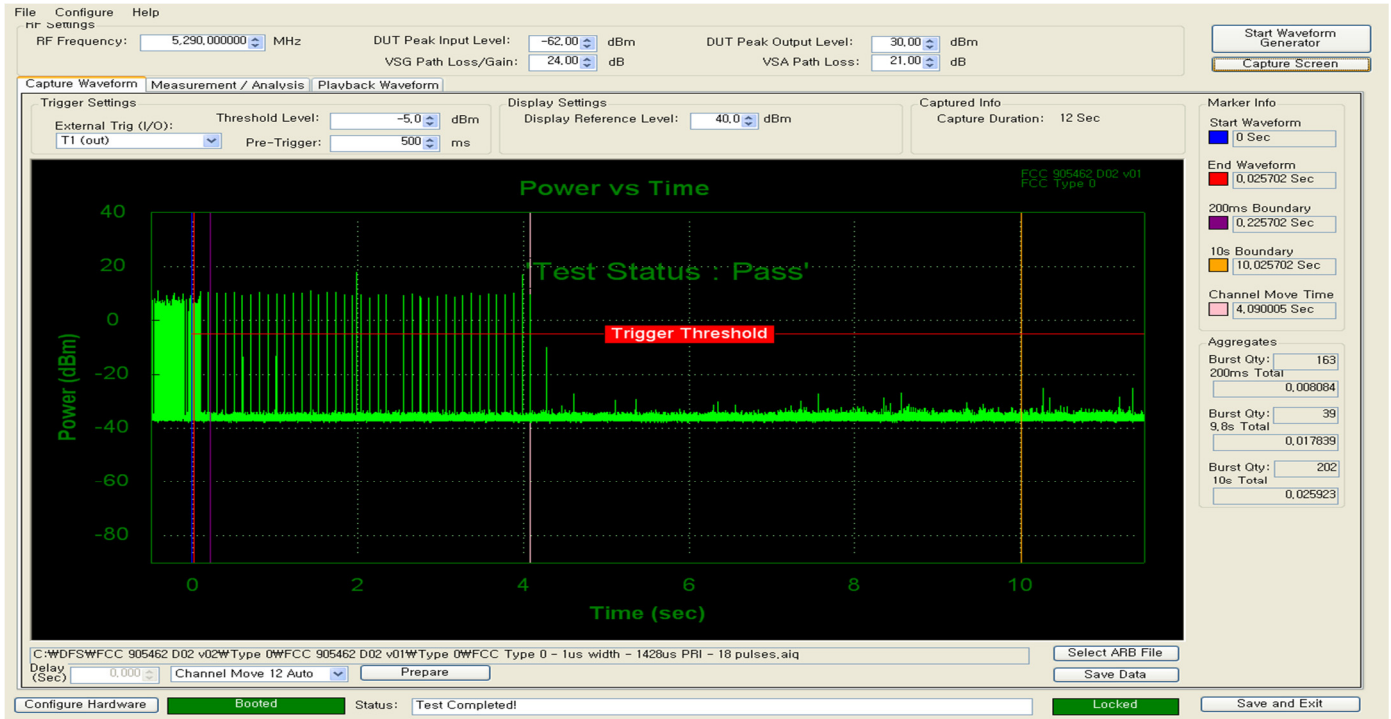 File Configure Help
RF Settings
RF Frequency: 5,290,000000 MHz DUT Peak Input Level: -62,00 dBm DUT Peak Output Level: 30,00 dBm
VSG Path Loss/Gain: 24,00 dB VSA Path Loss: 21,00 dB
Start Waveform Generator
Capture Screen
Capture Waveform Measurement / Analysis Playback Waveform
Trigger Settings
External Trig (I/O):
T1 (out)
Threshold Level: -5,0 dBm
Pre-Trigger: 500 ms
Display Settings
Display Reference Level: 40,0 dBm
Captured Info
Capture Duration: 12 Sec
Marker Info
Start Waveform
0 Sec
End Waveform
0,025702 Sec
200ms Boundary
0,225702 Sec
10s Boundary
10,025702 Sec
Channel Move Time
4,090005 Sec
Aggregates
Burst Qty: 163
200ms Total
0,008084
Burst Qty: 39
9,8s Total
0,017839
Burst Qty: 202
10s Total
0,025923
Power vs Time
FCC 905462 D02 v01
FCC Type 0
'Test Status : Pass'
Trigger Threshold
Power (dBm)
40
20
0
-20
-40
-60
-80
0 2 4 6 8 10
Time (sec)
C:₩DFS₩FCC 905462 D02 v02₩Type 0₩FCC 905462 D02 v01₩Type 0₩FCC Type 0 - 1us width - 1428us PRI - 18 pulses,aiq
Select ARB File
Delay (Sec) 0,000 Channel Move 12 Auto Prepare
Save Data
Configure Hardware Booted Status: Test Completed! Locked Save and Exit